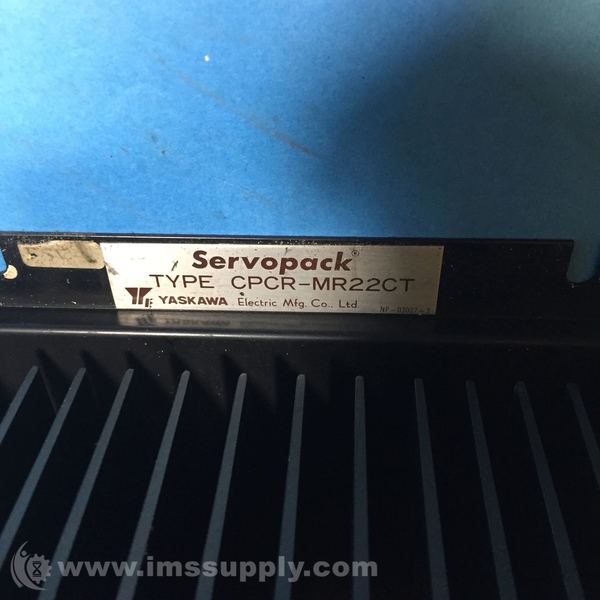 Servopack®
TYPE CPCR-MR22CT
YASKAWA Electric Mfg. Co., Ltd.
www.imssupply.com